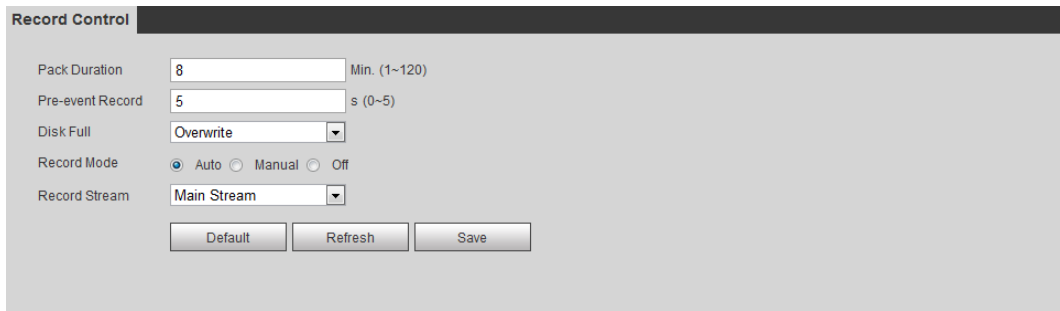 Record Control
Pack Duration 8 Min. (1~120)
Pre-event Record 5 s (0~5)
Disk Full Overwrite
Record Mode Auto Manual Off
Record Stream Main Stream
Default Refresh Save